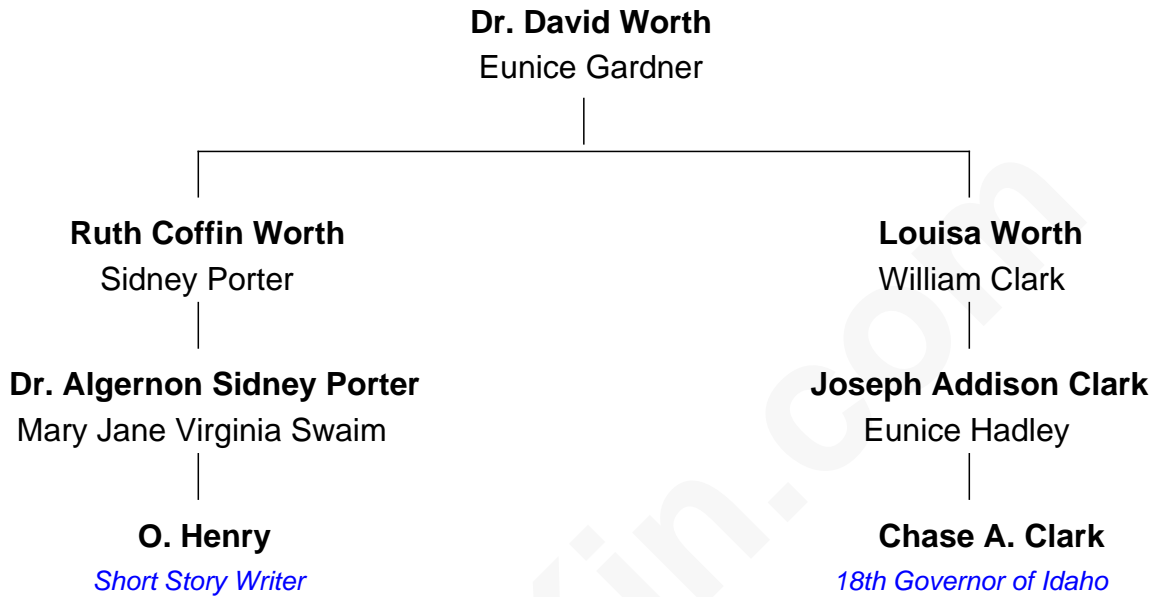 Dr. David Worth
Eunice Gardner
Ruth Coffin Worth
Sidney Porter
Louisa Worth
William Clark
Dr. Algernon Sidney Porter
Mary Jane Virginia Swaim
Joseph Addison Clark
Eunice Hadley
O. Henry
Short Story Writer
Chase A. Clark
18th Governor of Idaho